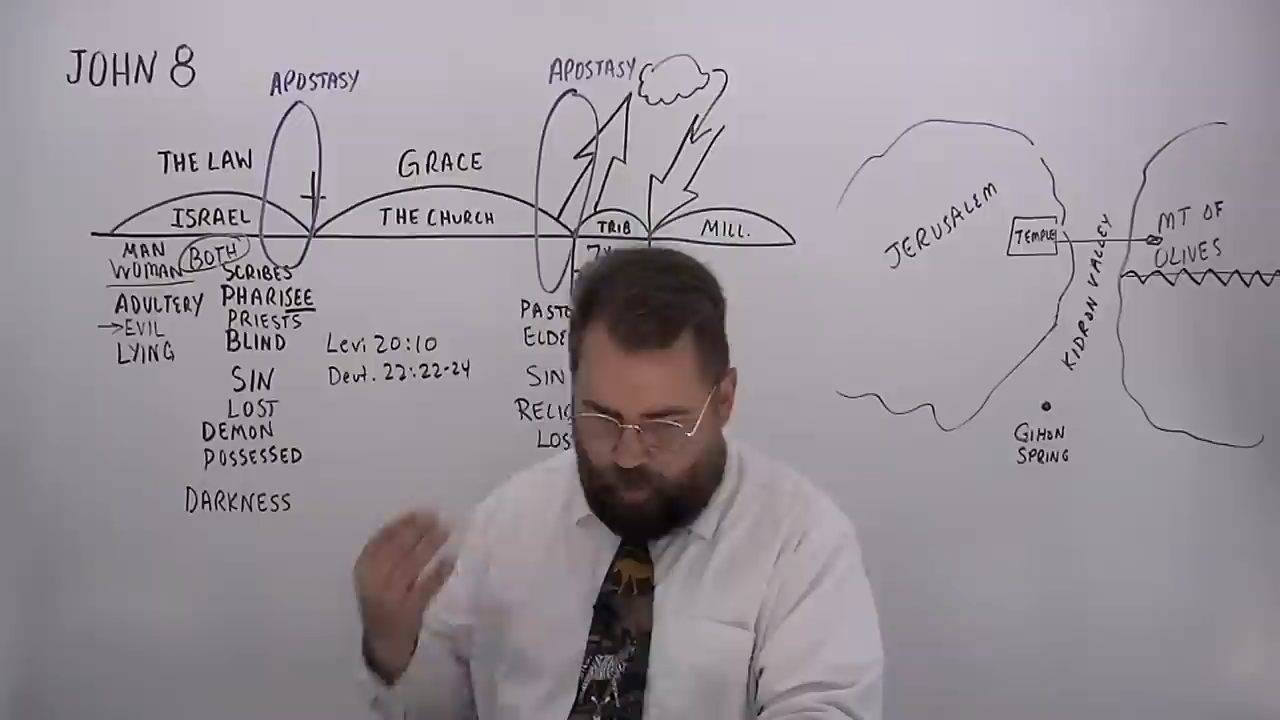 JOHN 8
APOSTASY
APOSTASY
THE LAW
GRACE
ISRAEL
THE CHURCH
TRIB
MILL.
MAN
WOMAN
BOTH
ADULTERY
→EVIL
LYING
SCRIBES
PHARISEE
PRIESTS
BLIND
SIN
LOST
DEMON
POSSESSED
DARKNESS
Levi 20:10
Deut. 22:22-24
SIN
JERUSALEM
TEMPLE
KIDRON VALLEY
MT OF
OLIVES
GIHON
SPRING